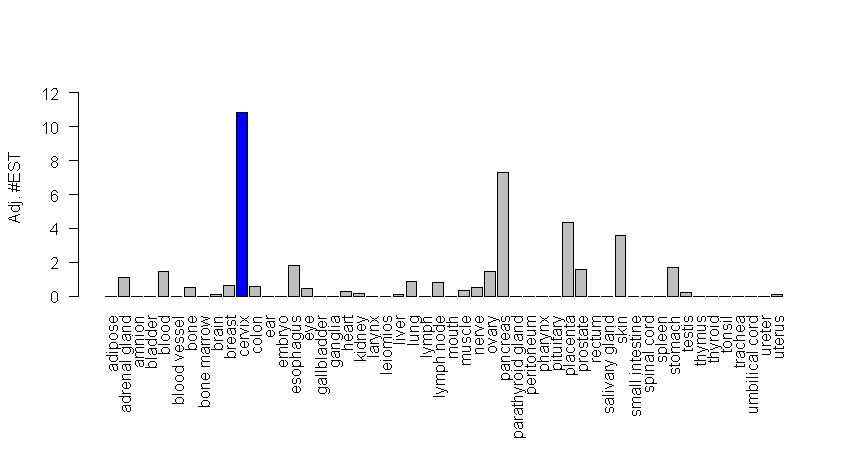 Adj. #EST
12
10
8
6
4
2
0
adipose
adrenal gland
amnion
bladder
blood
blood vessel
bone
bone marrow
brain
breast
cervix
colon
ear
embryo
esophagus
eye
gallbladder
ganglia
heart
kidney
larynx
leiomios
liver
lung
lymph
lymph node
mouth
muscle
nerve
ovary
pancreas
parathyroid gland
peritoneum
pharynx
pituitary
placenta
prostate
rectum
salivary gland
skin
small intestine
spinal cord
spleen
stomach
testis
thymus
thyroid
tonsil
trachea
umbilical cord
ureter
uterus